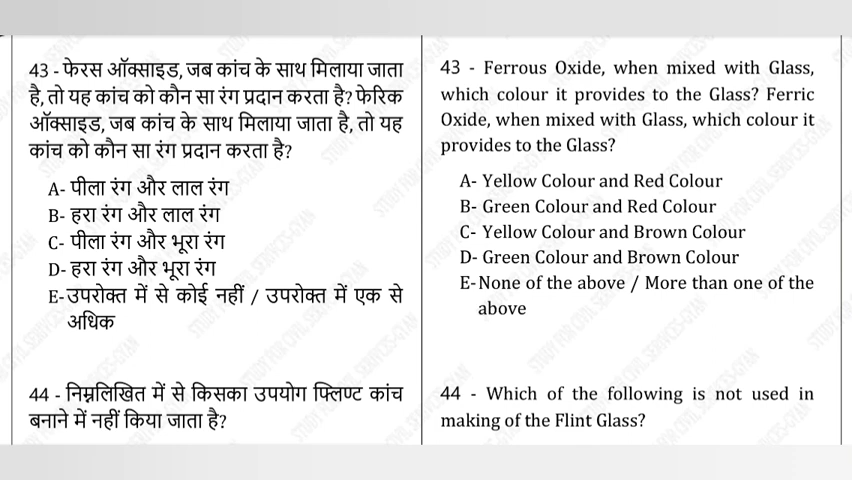 43 - फेरस ऑक्साइड, जब कांच के साथ मिलाया जाता
है, तो यह कांच को कौन सा रंग प्रदान करता है? फेरिक
ऑक्साइड, जब कांच के साथ मिलाया जाता है, तो यह
कांच को कौन सा रंग प्रदान करता है?
A- पीला रंग और लाल रंग
B- हरा रंग और लाल रंग
C- पीला रंग और भूरा रंग
D- हरा रंग और भूरा रंग
E- उपरोक्त में से कोई नहीं / उपरोक्त में एक से
अधिक
44 - निम्नलिखित में से किसका उपयोग फ्लिण्ट कांच
बनाने में नहीं किया जाता है?
43 - Ferrous Oxide, when mixed with Glass,
which colour it provides to the Glass? Ferric
Oxide, when mixed with Glass, which colour it
provides to the Glass?
A- Yellow Colour and Red Colour
B- Green Colour and Red Colour
C- Yellow Colour and Brown Colour
D- Green Colour and Brown Colour
E- None of the above / More than one of the
above
44 - Which of the following is not used in
making of the Flint Glass?
STUDY FOR CIVIL SERVICES-GYAN